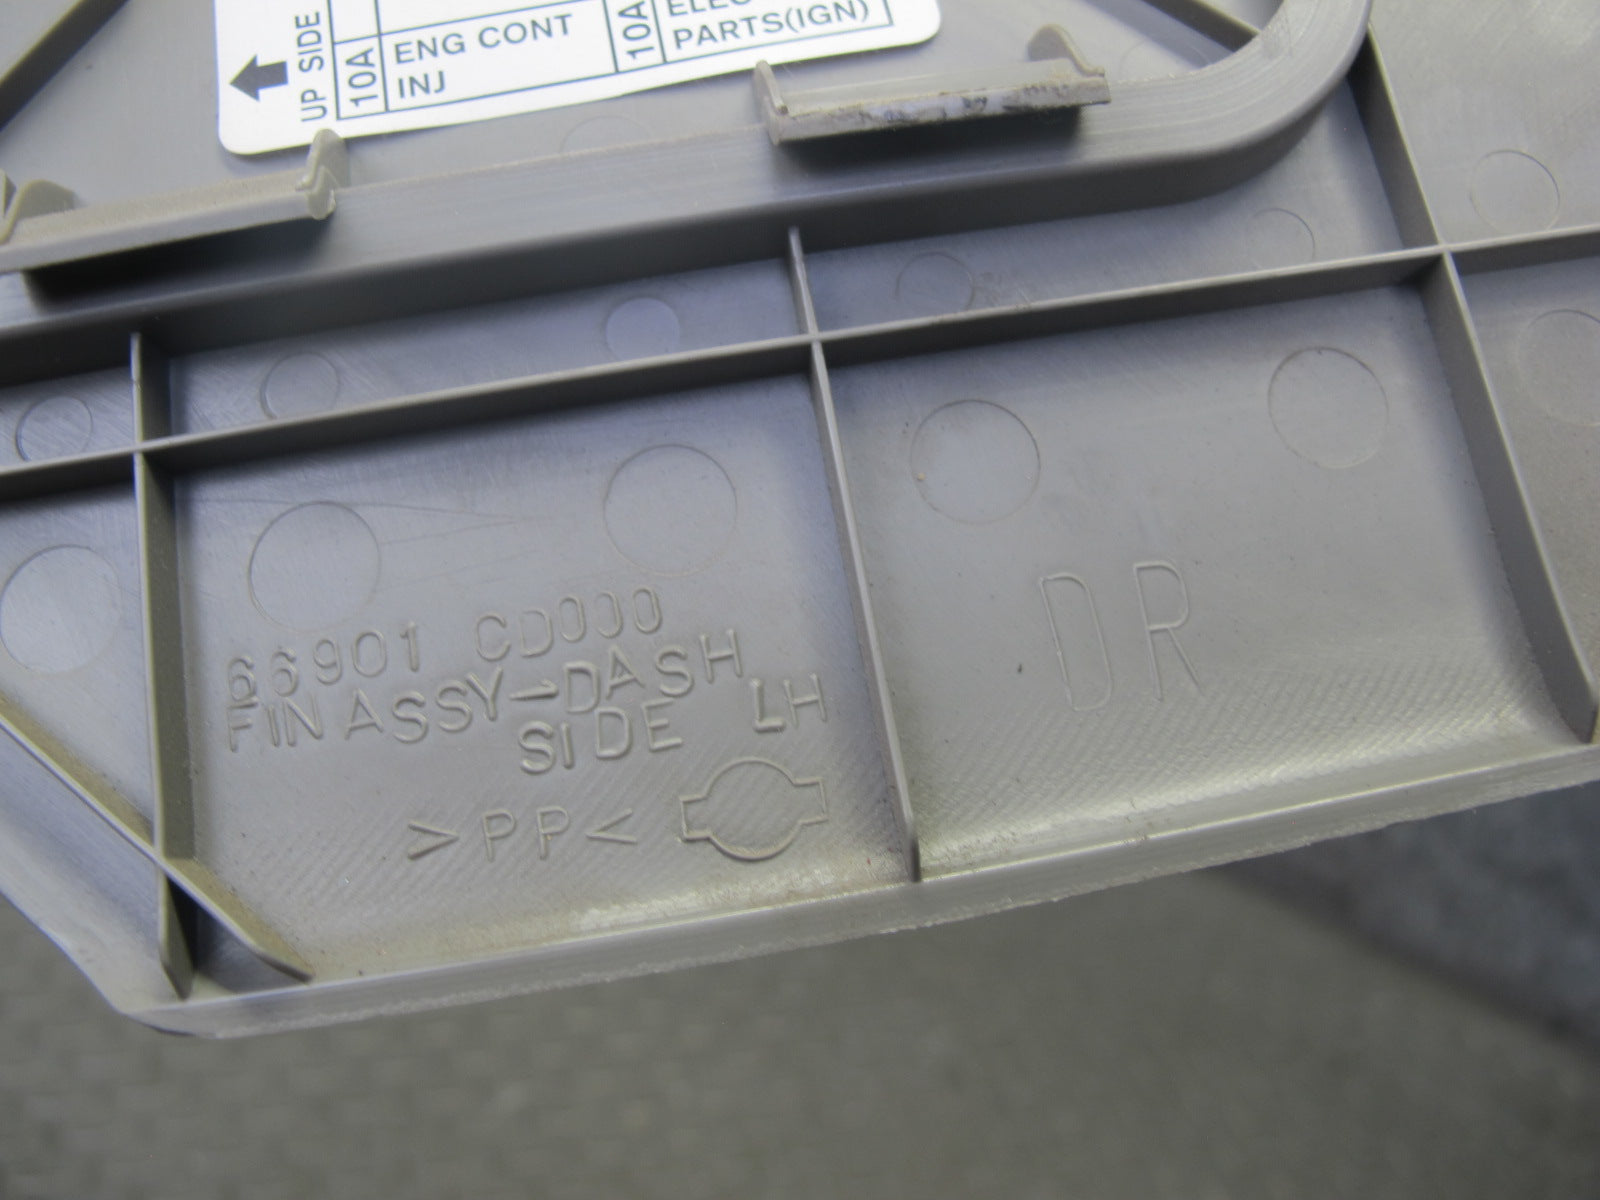 UP SIDE
10A
ENG CONT
INJ
10A
PARTS(IGN)
66901 CD000
FIN ASSY-DASH
SIDE LH
>PP<
DR